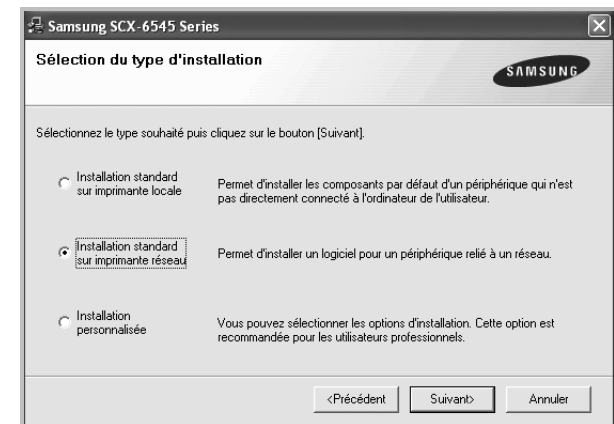 Samsung SCX-6545 Series
Sélection du type d'installation
SAMSUNG
Sélectionnez le type souhaité puis cliquez sur le bouton [Suivant].
Installation standard
sur imprimante locale
Permet d'installer les composants par défaut d'un périphérique qui n'est
pas directement connecté à l'ordinateur de l'utilisateur.
Installation standard
sur imprimante réseau
Permet d'installer un logiciel pour un périphérique relié à un réseau.
Installation
personnalisée
Vous pouvez sélectionner les options d'installation. Cette option est
recommandée pour les utilisateurs professionnels.
<Précédent
Suivant>
Annuler